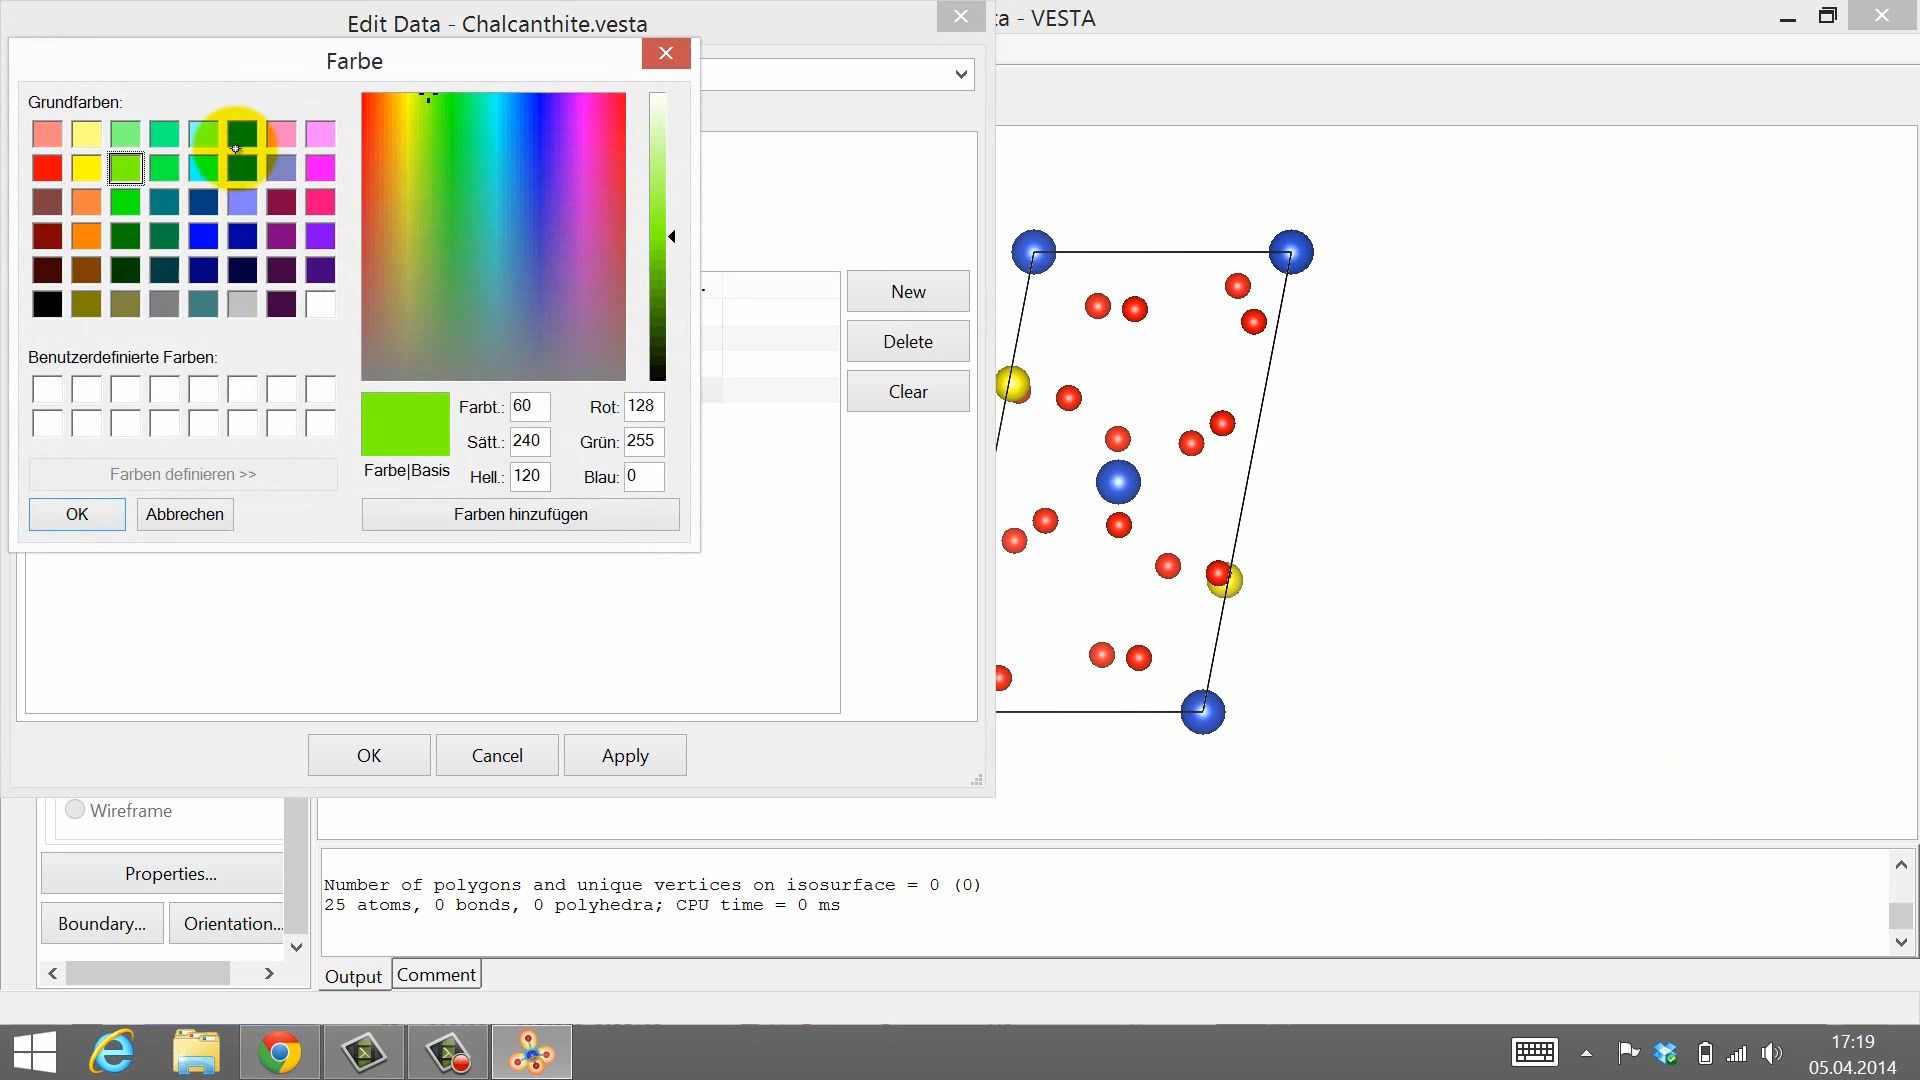 Edit Data - Chalcanthite.vesta
a - VESTA
Farbe
Grundfarben:
Benutzerdefinierte Farben:
Farben definieren >>
OK
Abbrechen
Farbe|Basis
Farbt.: 60
Sätt.: 240
Hell.: 120
Rot: 128
Grün: 255
Blau: 0
Farben hinzufügen
New
Delete
Clear
OK
Cancel
Apply
Wireframe
Properties...
Boundary...
Orientation...
Number of polygons and unique vertices on isosurface = 0 (0)
25 atoms, 0 bonds, 0 polyhedra; CPU time = 0 ms
Output
Comment
17:19
05.04.2014